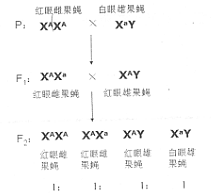 红眼雌果蝇 白眼雄果蝇
P: XᴬXᴬ × XᵃY
F₁: XᴬXᵃ × XᴬY
红眼雌果蝇 红眼雄果蝇
F₂: XᴬXᴬ XᴬXᵃ XᴬY XᵃY
红眼雌 红眼雌 红眼雄 白眼雄
果蝇 果蝇 果蝇 果蝇
1: 1: 1: 1